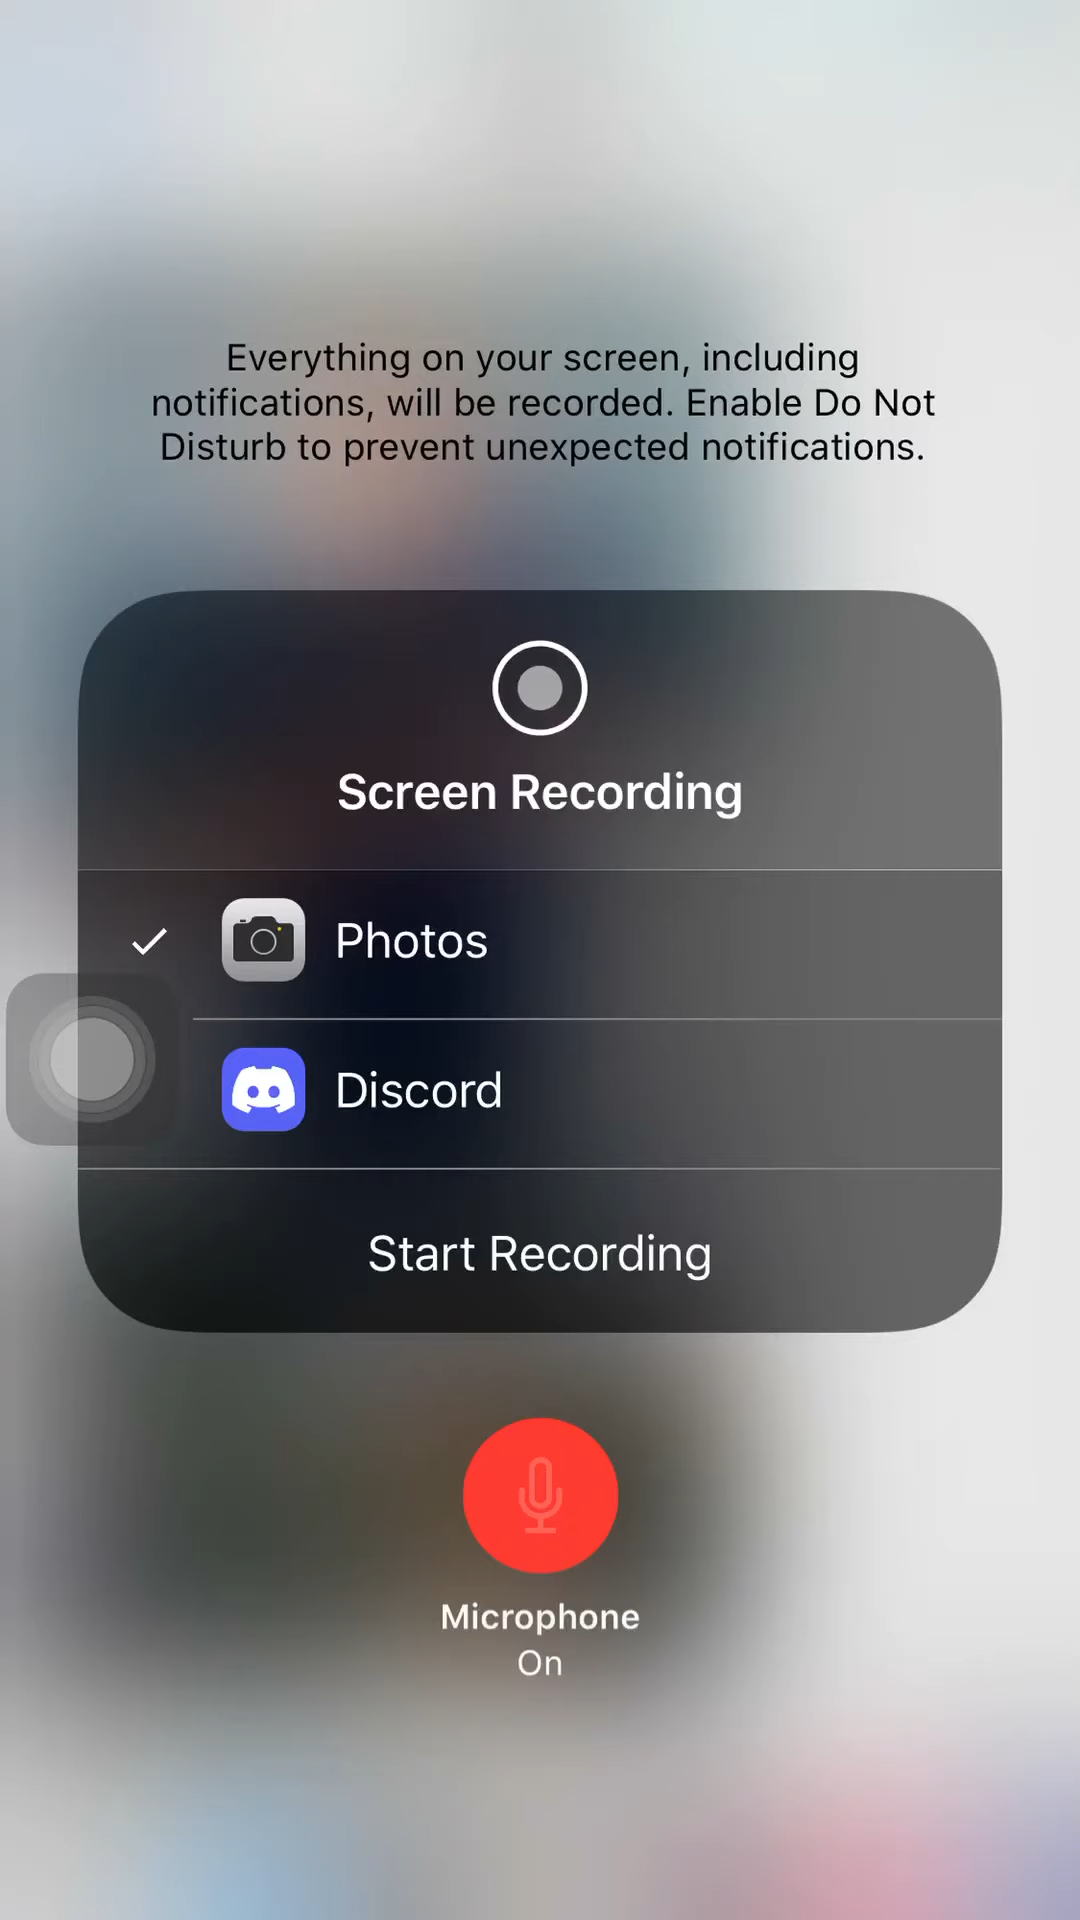 Everything on your screen, including
notifications, will be recorded. Enable Do Not
Disturb to prevent unexpected notifications.
Screen Recording
Photos
Discord
Start Recording
Microphone
On